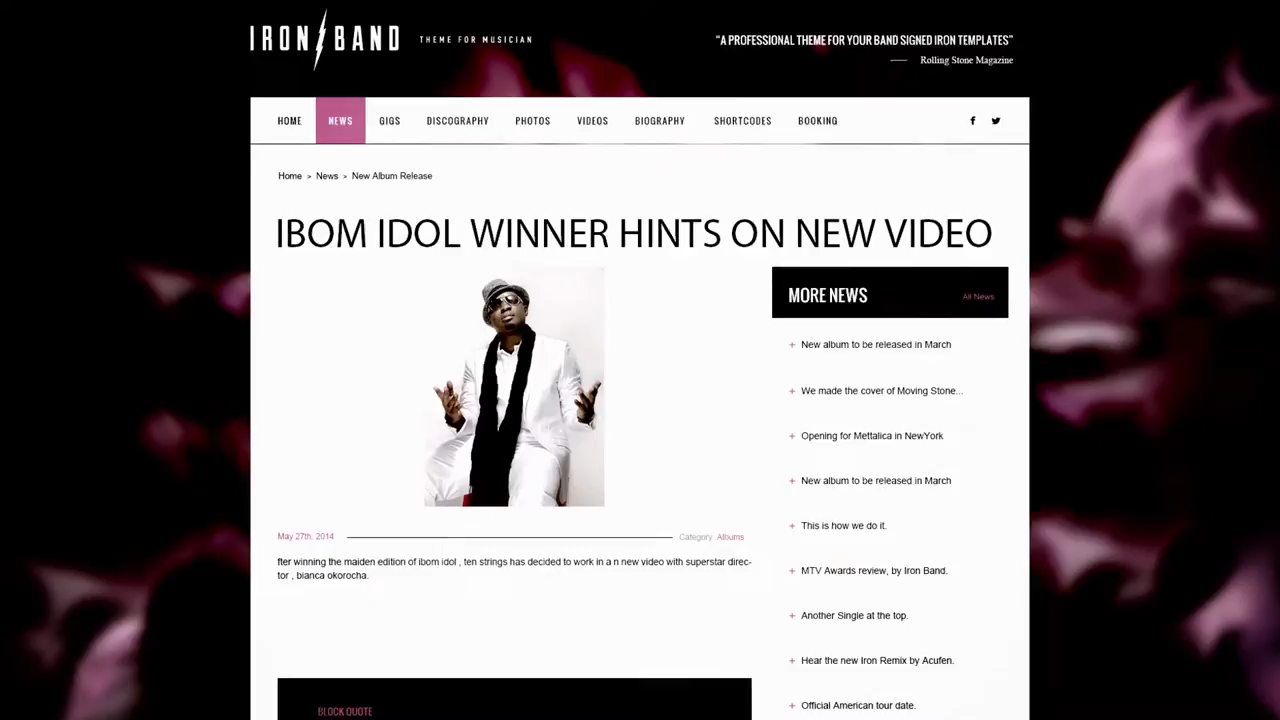 IRON BAND
THEME FOR MUSICIAN
“A PROFESSIONAL THEME FOR YOUR BAND SIGNED IRON TEMPLATES”
Rolling Stone Magazine
HOME NEWS GIGS DISCOGRAPHY PHOTOS VIDEOS BIOGRAPHY SHORTCODES BOOKING
Home > News > New Album Release
IBOM IDOL WINNER HINTS ON NEW VIDEO
May 27th, 2014
Category Albums
fter winning the maiden edition of ibom idol , ten strings has decided to work in a n new video with superstar direc-
tor , bianca okorocha.
BLOCK QUOTE
MORE NEWS All News
+ New album to be released in March
+ We made the cover of Moving Stone...
+ Opening for Mettalica in NewYork
+ New album to be released in March
+ This is how we do it.
+ MTV Awards review, by Iron Band.
+ Another Single at the top.
+ Hear the new Iron Remix by Acufen.
+ Official American tour date.